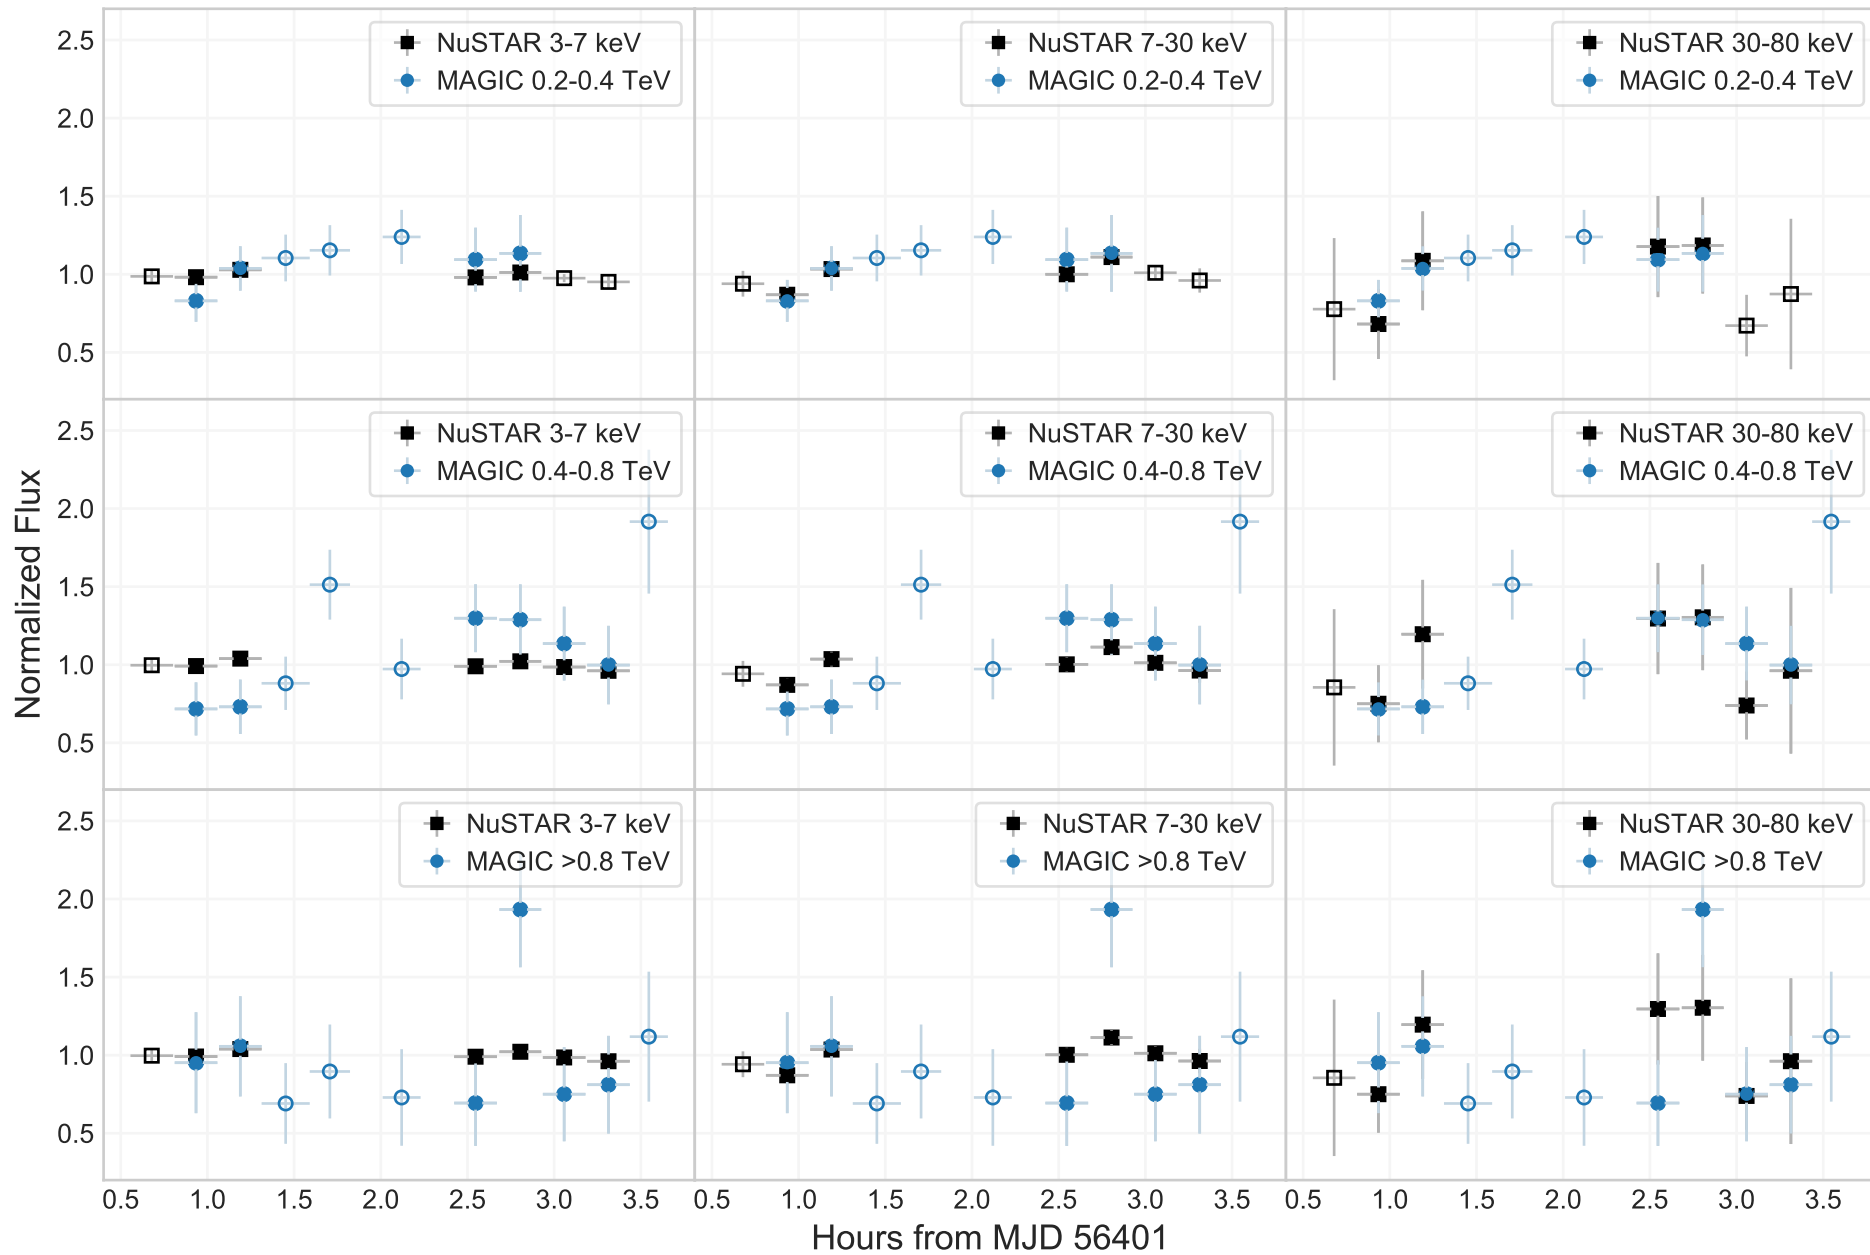 NuSTAR 3-7 keV
MAGIC 0.2-0.4 TeV
NuSTAR 7-30 keV
MAGIC 0.2-0.4 TeV
NuSTAR 30-80 keV
MAGIC 0.2-0.4 TeV
2.5
2.0
1.5
1.0
0.5
NuSTAR 3-7 keV
MAGIC 0.4-0.8 TeV
NuSTAR 7-30 keV
MAGIC 0.4-0.8 TeV
NuSTAR 30-80 keV
MAGIC 0.4-0.8 TeV
2.5
2.0
1.5
1.0
0.5
Normalized Flux
NuSTAR 3-7 keV
MAGIC >0.8 TeV
NuSTAR 7-30 keV
MAGIC >0.8 TeV
NuSTAR 30-80 keV
MAGIC >0.8 TeV
2.5
2.0
1.5
1.0
0.5
0.5 1.0 1.5 2.0 2.5 3.0 3.5 0.5 1.0 1.5 2.0 2.5 3.0 3.5 0.5 1.0 1.5 2.0 2.5 3.0 3.5
Hours from MJD 56401